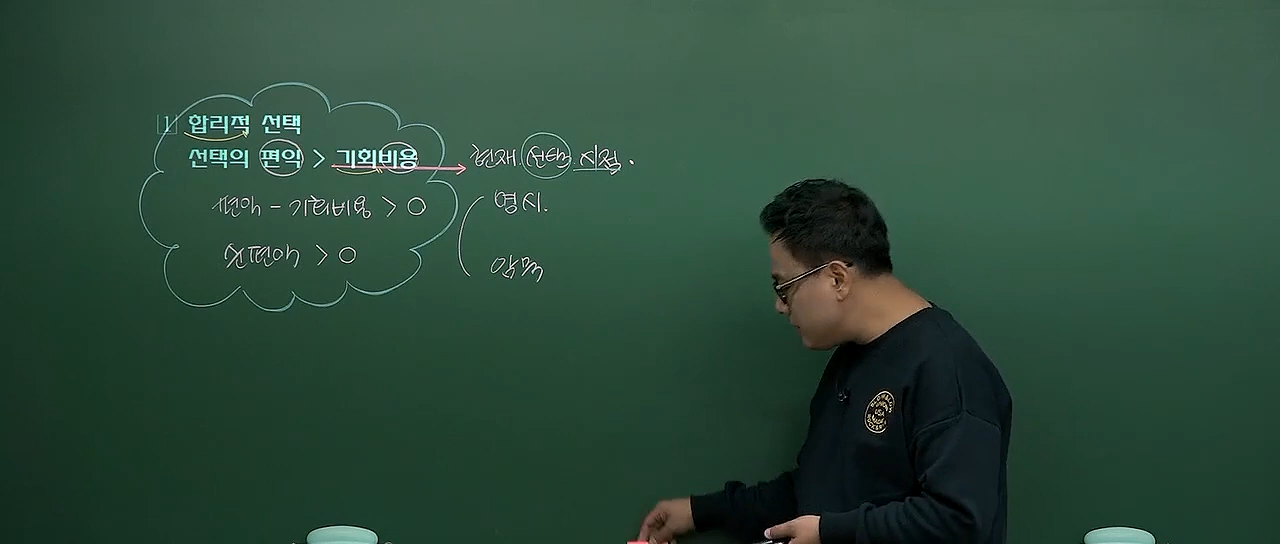 1 합리적 선택
선택의 편익 > 기회비용 → 현재 선택 시점.
편익 - 기회비용 > 0
순편익 > 0
명시.
암묵
USA